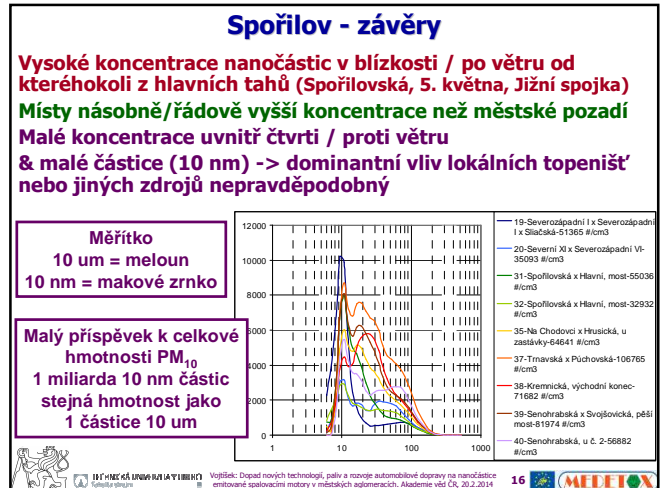 Spořilov - závěry
Vysoké koncentrace nanočástic v blízkosti / po větru od
kteréhokoli z hlavních tahů (Spořilovská, 5. května, Jižní spojka)
Místy násobně/řádově vyšší koncentrace než městské pozadí
Malé koncentrace uvnitř čtvrti / proti větru
& malé částice (10 nm) -> dominantní vliv lokálních topenišť
nebo jiných zdrojů nepravděpodobný
Měřítko
10 um = meloun
10 nm = makové zrnko
Malý příspěvek k celkové
hmotnosti PM10
1 miliarda 10 nm částic
stejná hmotnost jako
1 částice 10 um
12000
10000
8000
6000
4000
2000
0
1 10 100 1000
19-Severozápadní I x Severozápadní
I x Sliačská-51365 #/cm3
20-Severní XI x Severozápadní VI-
35093 #/cm3
31-Spořilovská x Hlavní, most-55036
#/cm3
32-Spořilovská x Hlavní, most-32932
#/cm3
35-Na Chodovci x Hrusická, u
zastávky-64641 #/cm3
37-Trnavská x Púchovská-106765
#/cm3
38-Kremnická, východní konec-
71682 #/cm3
39-Senohrabská x Svojšovická, pěší
most-81974 #/cm3
40-Senohrabská, u č. 2-56882
#/cm3
Vojtíšek: Dopad nových technologií, paliv a rozvoje automobilové dopravy na nanočástice
emitované spalovacími motory v městských aglomeracích. Akademie věd ČR, 20.2.2014
16
MEDETOX